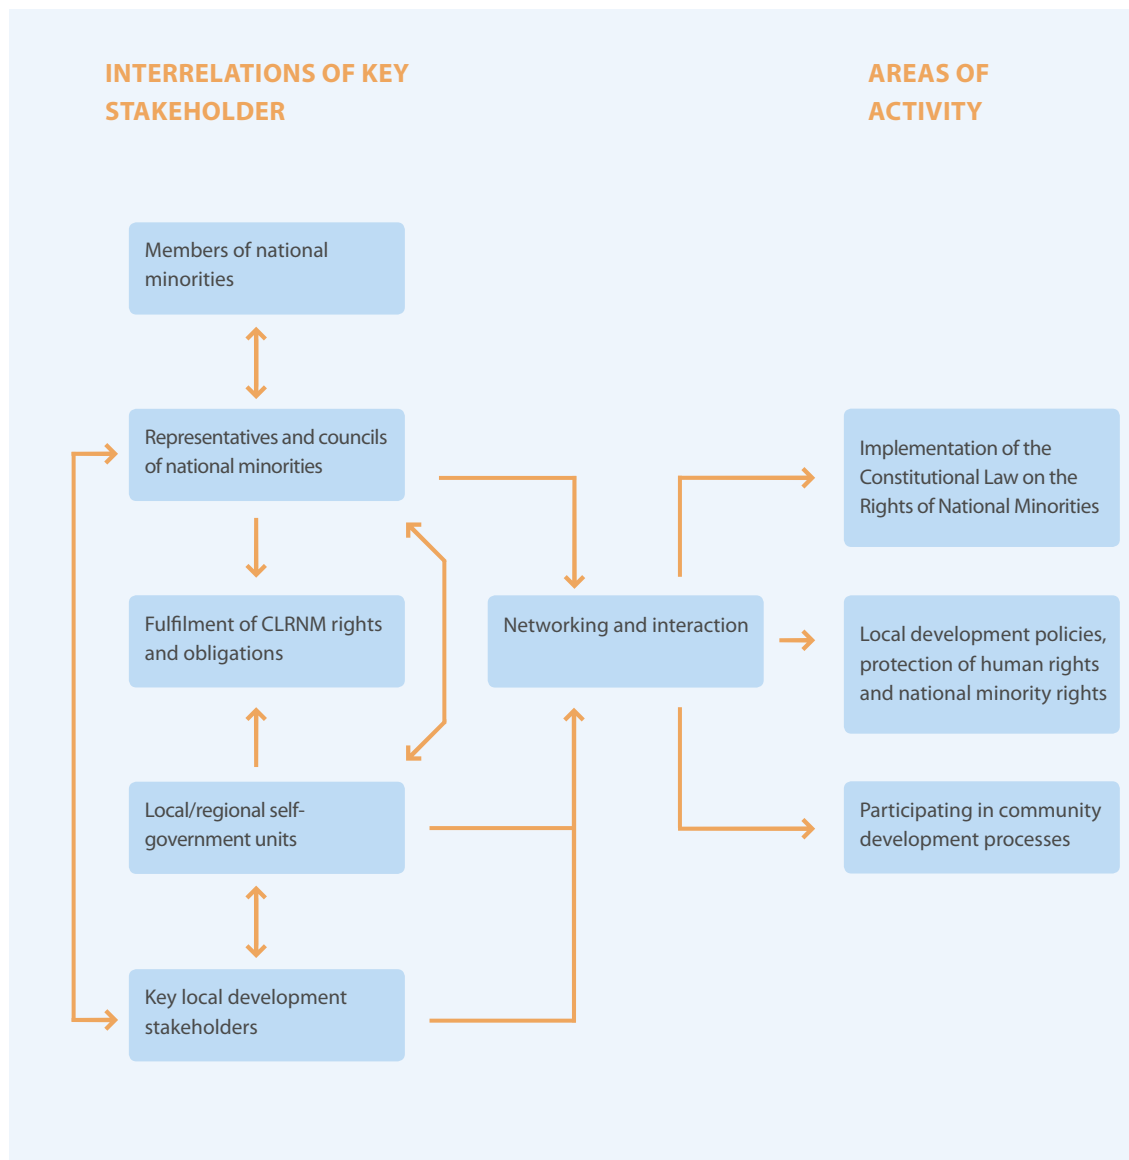 INTERRELATIONS OF KEY
STAKEHOLDER
AREAS OF
ACTIVITY
Members of national
minorities
Representatives and councils
of national minorities
Fulfilment of CLRNM rights
and obligations
Local/regional self-
government units
Key local development
stakeholders
Networking and interaction
Implementation of the
Constitutional Law on the
Rights of National Minorities
Local development policies,
protection of human rights
and national minority rights
Participating in community
development processes